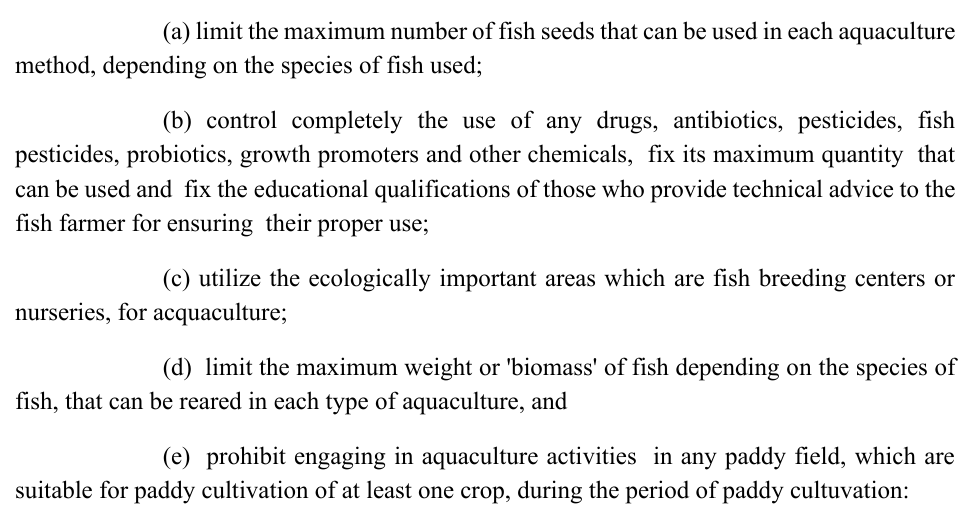 (a) limit the maximum number of fish seeds that can be used in each aquaculture
method, depending on the species of fish used;
(b) control completely the use of any drugs, antibiotics, pesticides, fish
pesticides, probiotics, growth promoters and other chemicals, fix its maximum quantity that
can be used and fix the educational qualifications of those who provide technical advice to the
fish farmer for ensuring their proper use;
(c) utilize the ecologically important areas which are fish breeding centers or
nurseries, for acquaculture;
(d) limit the maximum weight or 'biomass' of fish depending on the species of
fish, that can be reared in each type of aquaculture, and
(e) prohibit engaging in aquaculture activities in any paddy field, which are
suitable for paddy cultivation of at least one crop, during the period of paddy cultuvation: